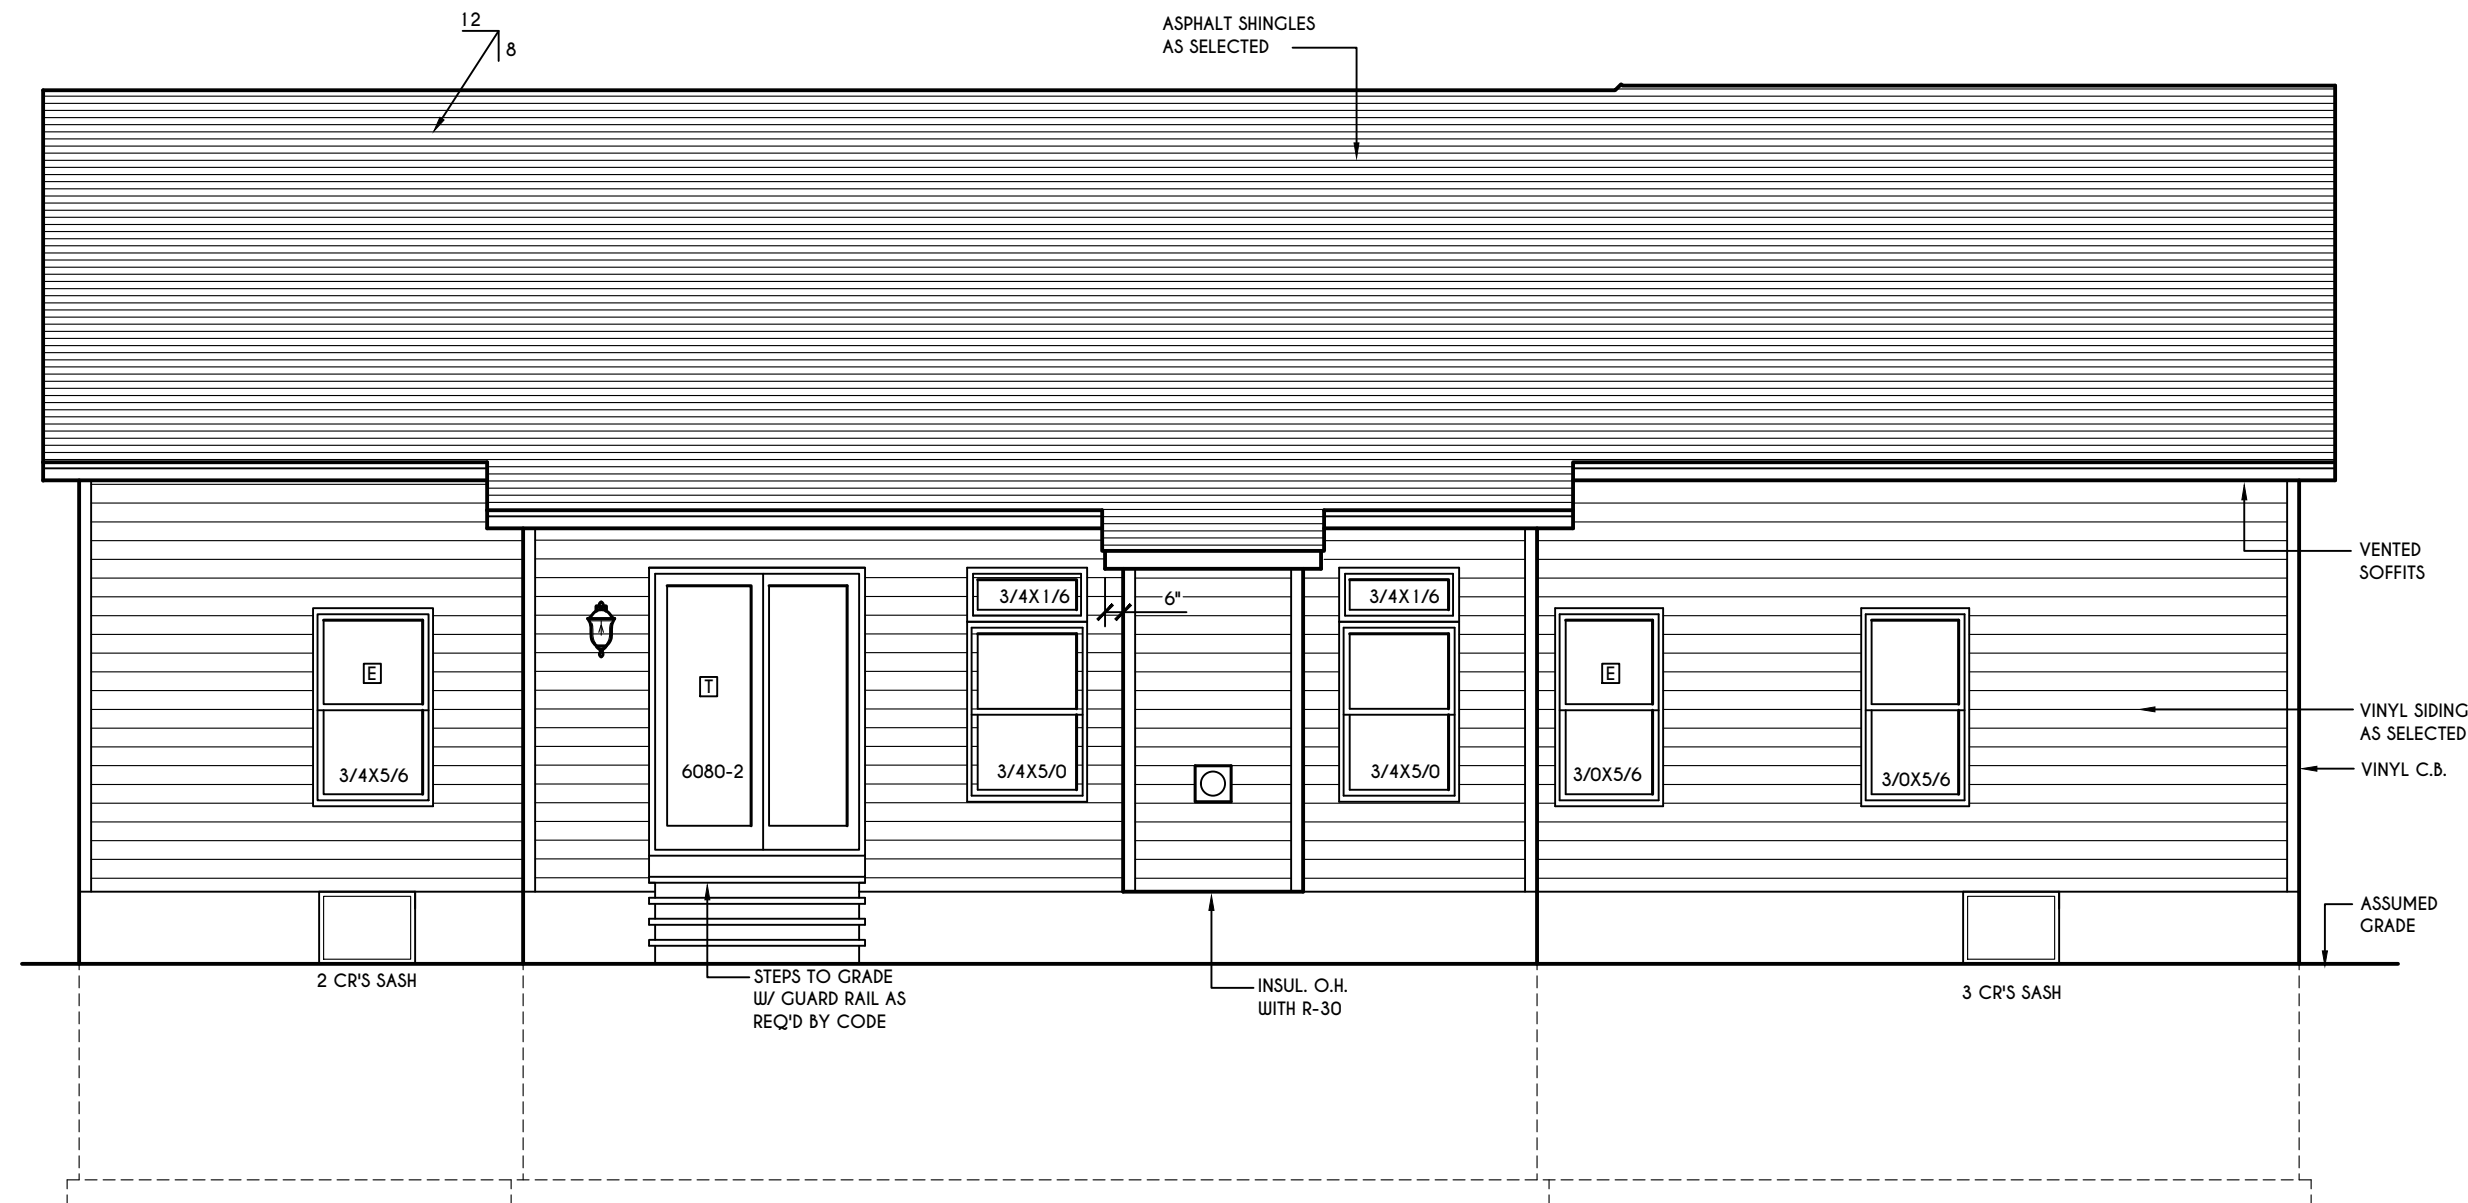 12
8
ASPHALT SHINGLES
AS SELECTED
VENTED
SOFFITS
3/4X1/6
6"
3/4X1/6
E
T
E
VINYL SIDING
AS SELECTED
3/4X5/6
6080-2
3/4X5/0
3/4X5/0
3/0X5/6
3/0X5/6
VINYL C.B.
ASSUMED
GRADE
2 CR'S SASH
STEPS TO GRADE
W/ GUARD RAIL AS
REQ'D BY CODE
INSUL. O.H.
WITH R-30
3 CR'S SASH